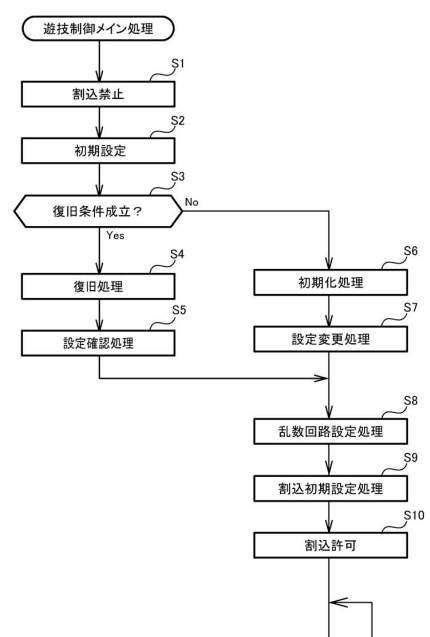 遊技制御メイン処理
S1
割込禁止
S2
初期設定
S3
復旧条件成立？
No
Yes
S4
復旧処理
S5
設定確認処理
S6
初期化処理
S7
設定変更処理
S8
乱数回路設定処理
S9
割込初期設定処理
S10
割込許可